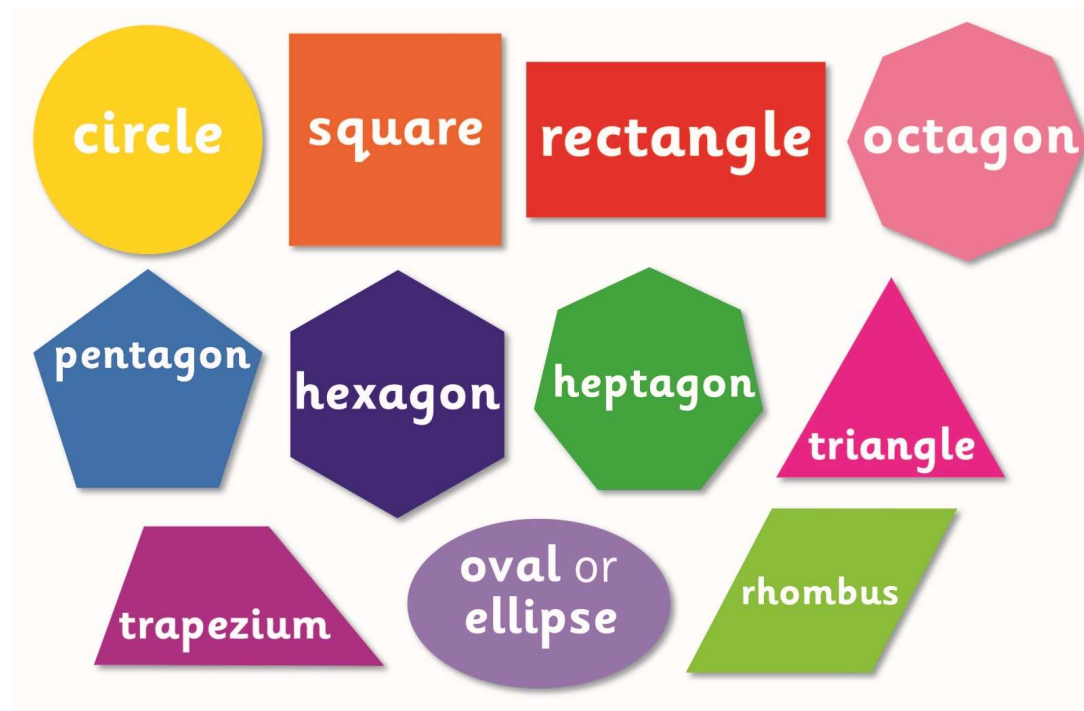 circle
square
rectangle
octagon
pentagon
hexagon
heptagon
triangle
trapezium
oval or
ellipse
rhombus